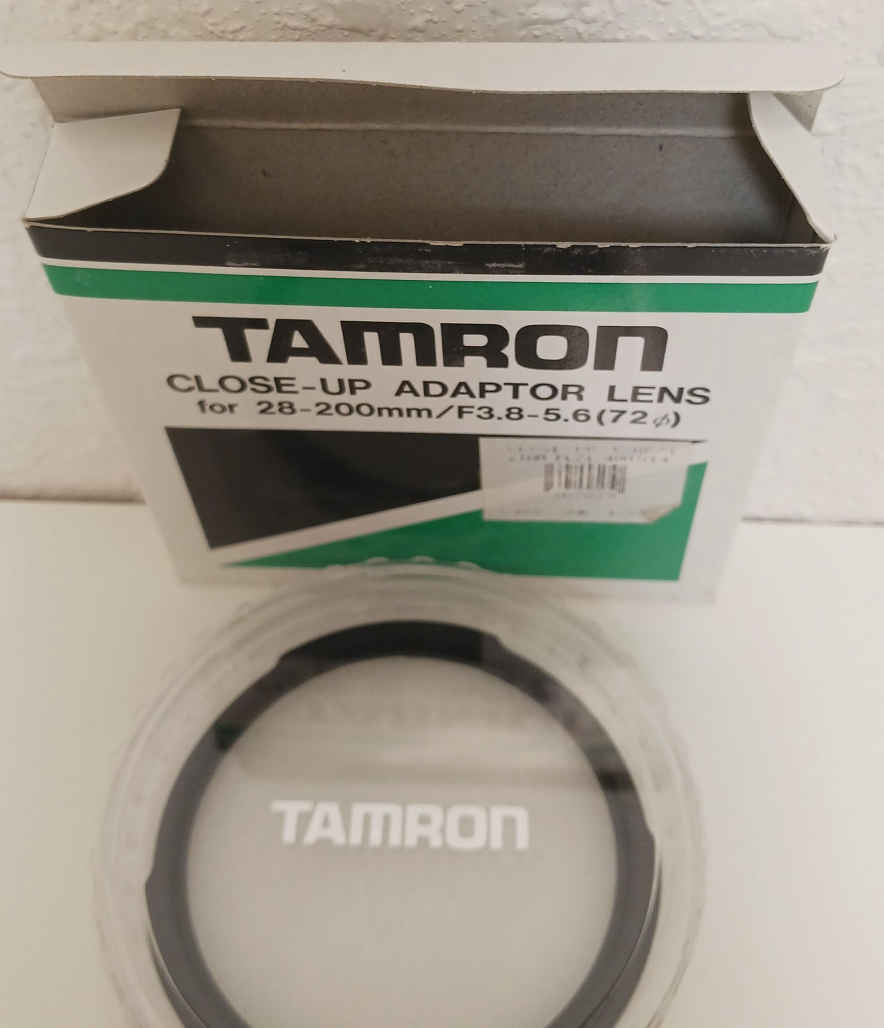 TAMRON
CLOSE-UP ADAPTOR LENS
for 28-200mm/F3.8-5.6(72φ)
TAMRON